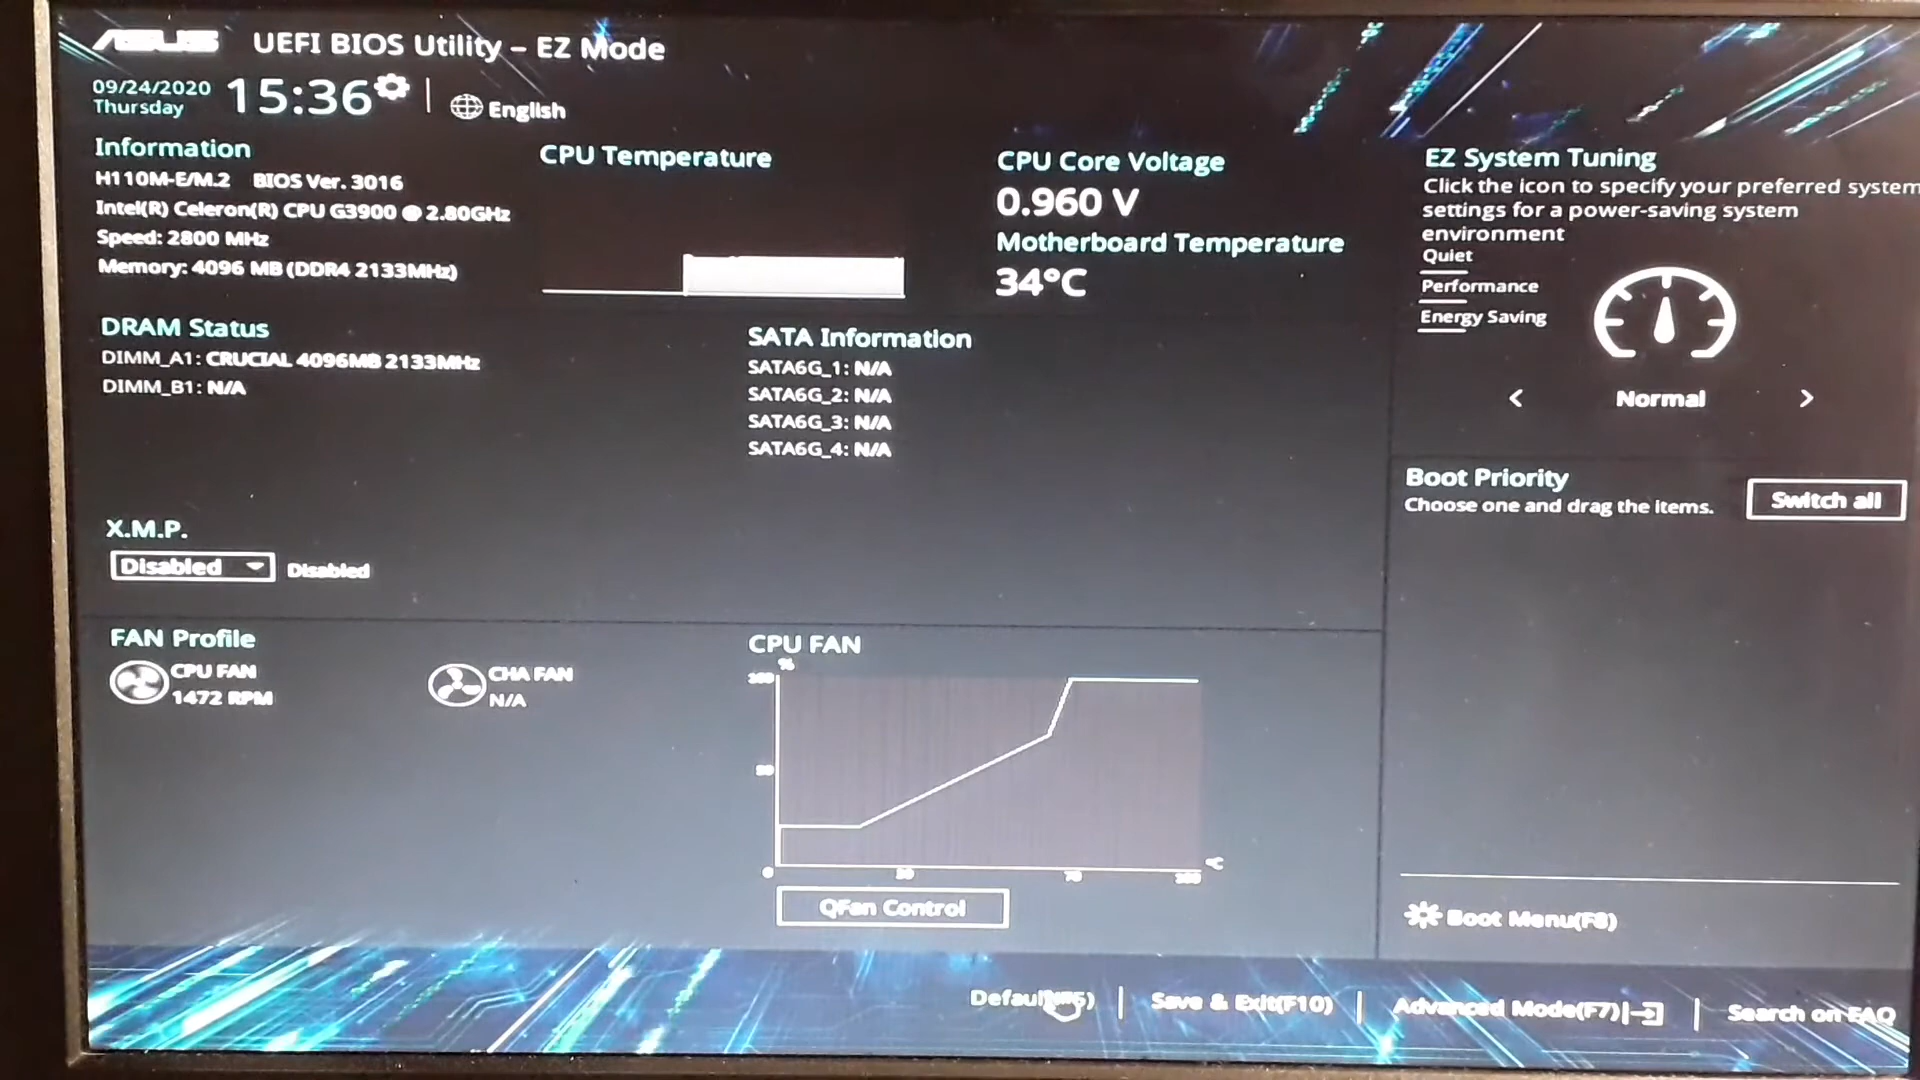 ASUS UEFI BIOS Utility – EZ Mode
09/24/2020
Thursday
15:36
English
Information
H110M-E/M.2 BIOS Ver. 3016
Intel(R) Celeron(R) CPU G3900 @ 2.80GHz
Speed: 2800 MHz
Memory: 4096 MB (DDR4 2133MHz)
CPU Temperature
CPU Core Voltage
0.960 V
Motherboard Temperature
34°C
EZ System Tuning
Click the icon to specify your preferred system
settings for a power-saving system
environment
Quiet
Performance
Energy Saving
< Normal >
DRAM Status
DIMM_A1: CRUCIAL 4096MB 2133MHz
DIMM_B1: N/A
SATA Information
SATA6G_1: N/A
SATA6G_2: N/A
SATA6G_3: N/A
SATA6G_4: N/A
Boot Priority
Choose one and drag the items.
Switch all
X.M.P.
Disabled Disabled
FAN Profile
CPU FAN
1472 RPM
CHA FAN
N/A
CPU FAN
%
100
50
0 30 70 100
°C
QFan Control
Boot Menu(F8)
Save & Exit(F10) | Advanced Mode(F7) | Search on FAQ